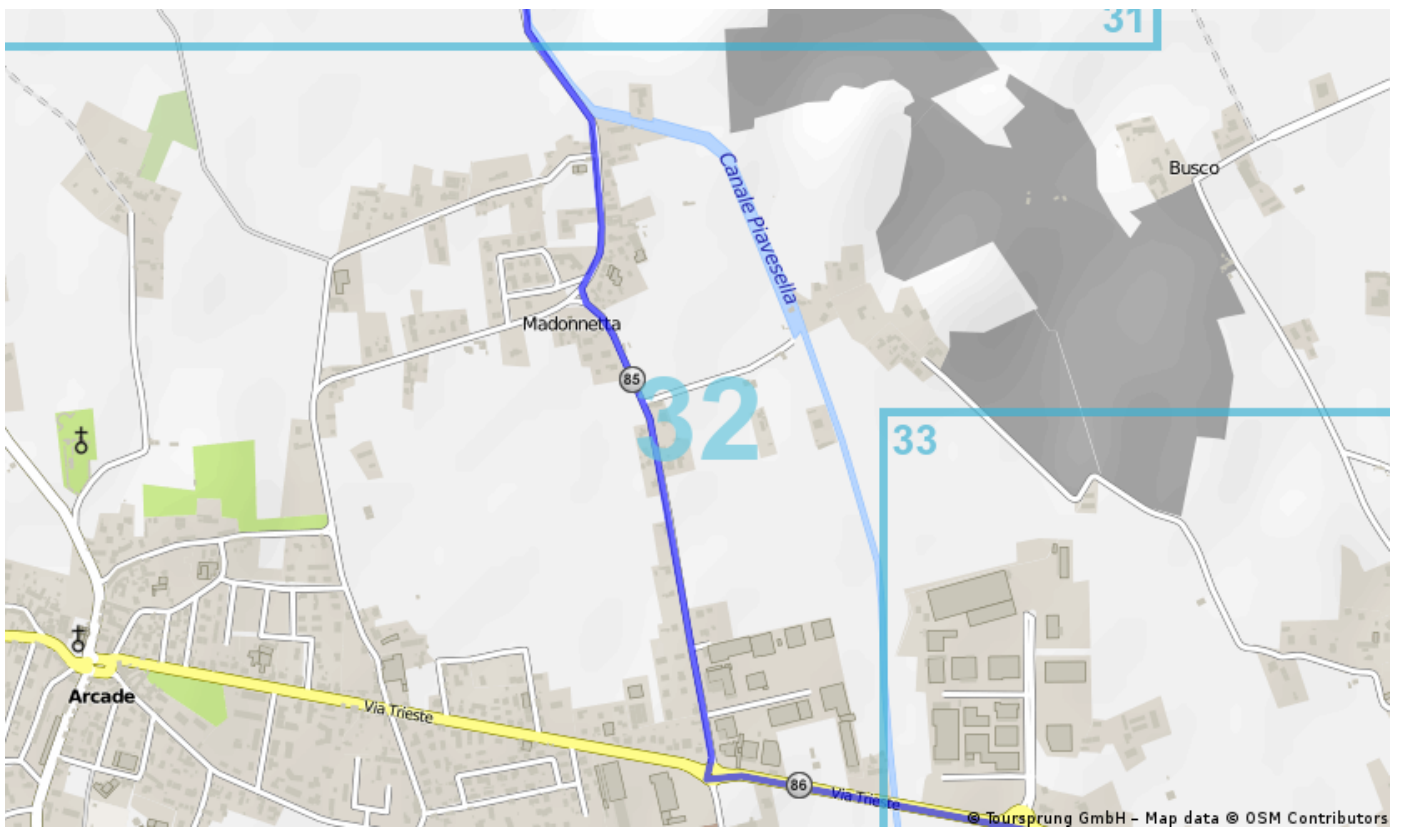 31
Busco
Canale Piavesella
Madonnetta
85
32
33
Arcade
Via Trieste
86
Via Trieste
© Toursprung GmbH – Map data © OSM Contributors